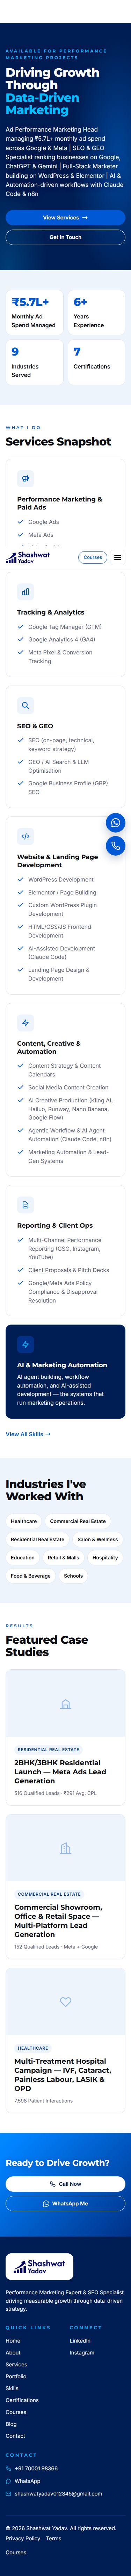 AVAILABLE FOR PERFORMANCE
MARKETING PROJECTS
Driving Growth
Through
Data-Driven
Marketing
Ad Performance Marketing Head
managing ₹5.7L+ monthly ad spend
across Google & Meta | SEO & GEO
Specialist ranking businesses on Google,
ChatGPT & Gemini | Full-Stack Marketer
building on WordPress & Elementor | AI &
Automation-driven workflows with Claude
Code & n8n
View Services →
Get In Touch
₹5.7L+
Monthly Ad
Spend Managed
6+
Years
Experience
9
Industries
Served
7
Certifications
WHAT I DO
Services Snapshot
Performance Marketing &
Paid Ads
Google Ads
Meta Ads
Shashwat
Yadav
Courses
Tracking & Analytics
Google Tag Manager (GTM)
Google Analytics 4 (GA4)
Meta Pixel & Conversion
Tracking
SEO & GEO
SEO (on-page, technical,
keyword strategy)
GEO / AI Search & LLM
Optimisation
Google Business Profile (GBP)
SEO
Website & Landing Page
Development
WordPress Development
Elementor / Page Building
Custom WordPress Plugin
Development
HTML/CSS/JS Frontend
Development
AI-Assisted Development
(Claude Code)
Landing Page Design &
Development
Content, Creative &
Automation
Content Strategy & Content
Calendars
Social Media Content Creation
AI Creative Production (Kling AI,
Hailuo, Runway, Nano Banana,
Google Flow)
Agentic Workflow & AI Agent
Automation (Claude Code, n8n)
Marketing Automation & Lead-
Gen Systems
Reporting & Client Ops
Multi-Channel Performance
Reporting (GSC, Instagram,
YouTube)
Client Proposals & Pitch Decks
Google/Meta Ads Policy
Compliance & Disapproval
Resolution
AI & Marketing Automation
AI agent building, workflow
automation, and AI-assisted
development — the systems that
run marketing operations.
View All Skills →
Industries I've
Worked With
Healthcare
Commercial Real Estate
Residential Real Estate
Salon & Wellness
Education
Retail & Malls
Hospitality
Food & Beverage
Schools
RESULTS
Featured Case
Studies
RESIDENTIAL REAL ESTATE
2BHK/3BHK Residential
Launch — Meta Ads Lead
Generation
516 Qualified Leads · ₹291 Avg. CPL
COMMERCIAL REAL ESTATE
Commercial Showroom,
Office & Retail Space —
Multi-Platform Lead
Generation
152 Qualified Leads · Meta + Google
HEALTHCARE
Multi-Treatment Hospital
Campaign — IVF, Cataract,
Painless Labour, LASIK &
OPD
7,598 Patient Interactions
Ready to Drive Growth?
Call Now
WhatsApp Me
Shashwat
Yadav
Performance Marketing Expert & SEO Specialist
driving measurable growth through data-driven
strategy.
QUICK LINKS
Home
About
Services
Portfolio
Skills
Certifications
Courses
Blog
Contact
CONNECT
LinkedIn
Instagram
CONTACT
+91 70001 98366
WhatsApp
shashwatyadav012345@gmail.com
© 2026 Shashwat Yadav. All rights reserved.
Privacy Policy Terms
Courses